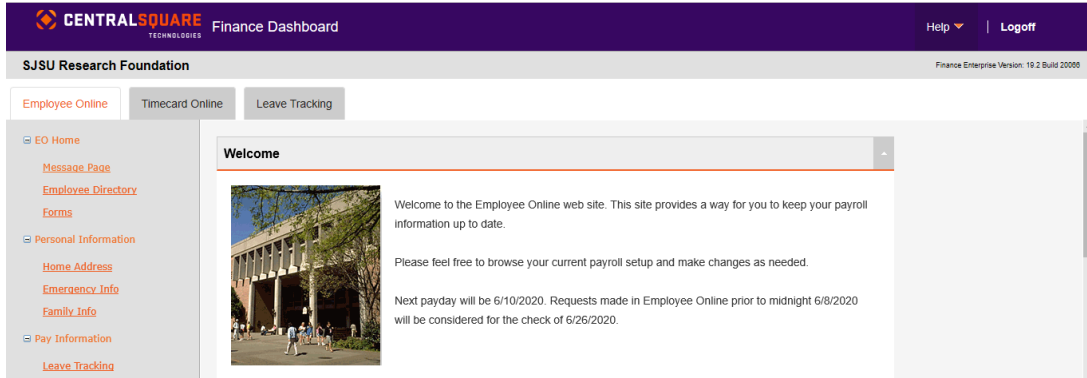 CENTRALSQUARE Finance Dashboard Help | Logoff
TECHNOLOGIES
SJSU Research Foundation Finance Enterprise Version: 19.2 Build 20066
Employee Online Timecard Online Leave Tracking
EO Home
Message Page
Employee Directory
Forms
Personal Information
Home Address
Emergency Info
Family Info
Pay Information
Leave Tracking
Welcome
Welcome to the Employee Online web site. This site provides a way for you to keep your payroll
information up to date.
Please feel free to browse your current payroll setup and make changes as needed.
Next payday will be 6/10/2020. Requests made in Employee Online prior to midnight 6/8/2020
will be considered for the check of 6/26/2020.